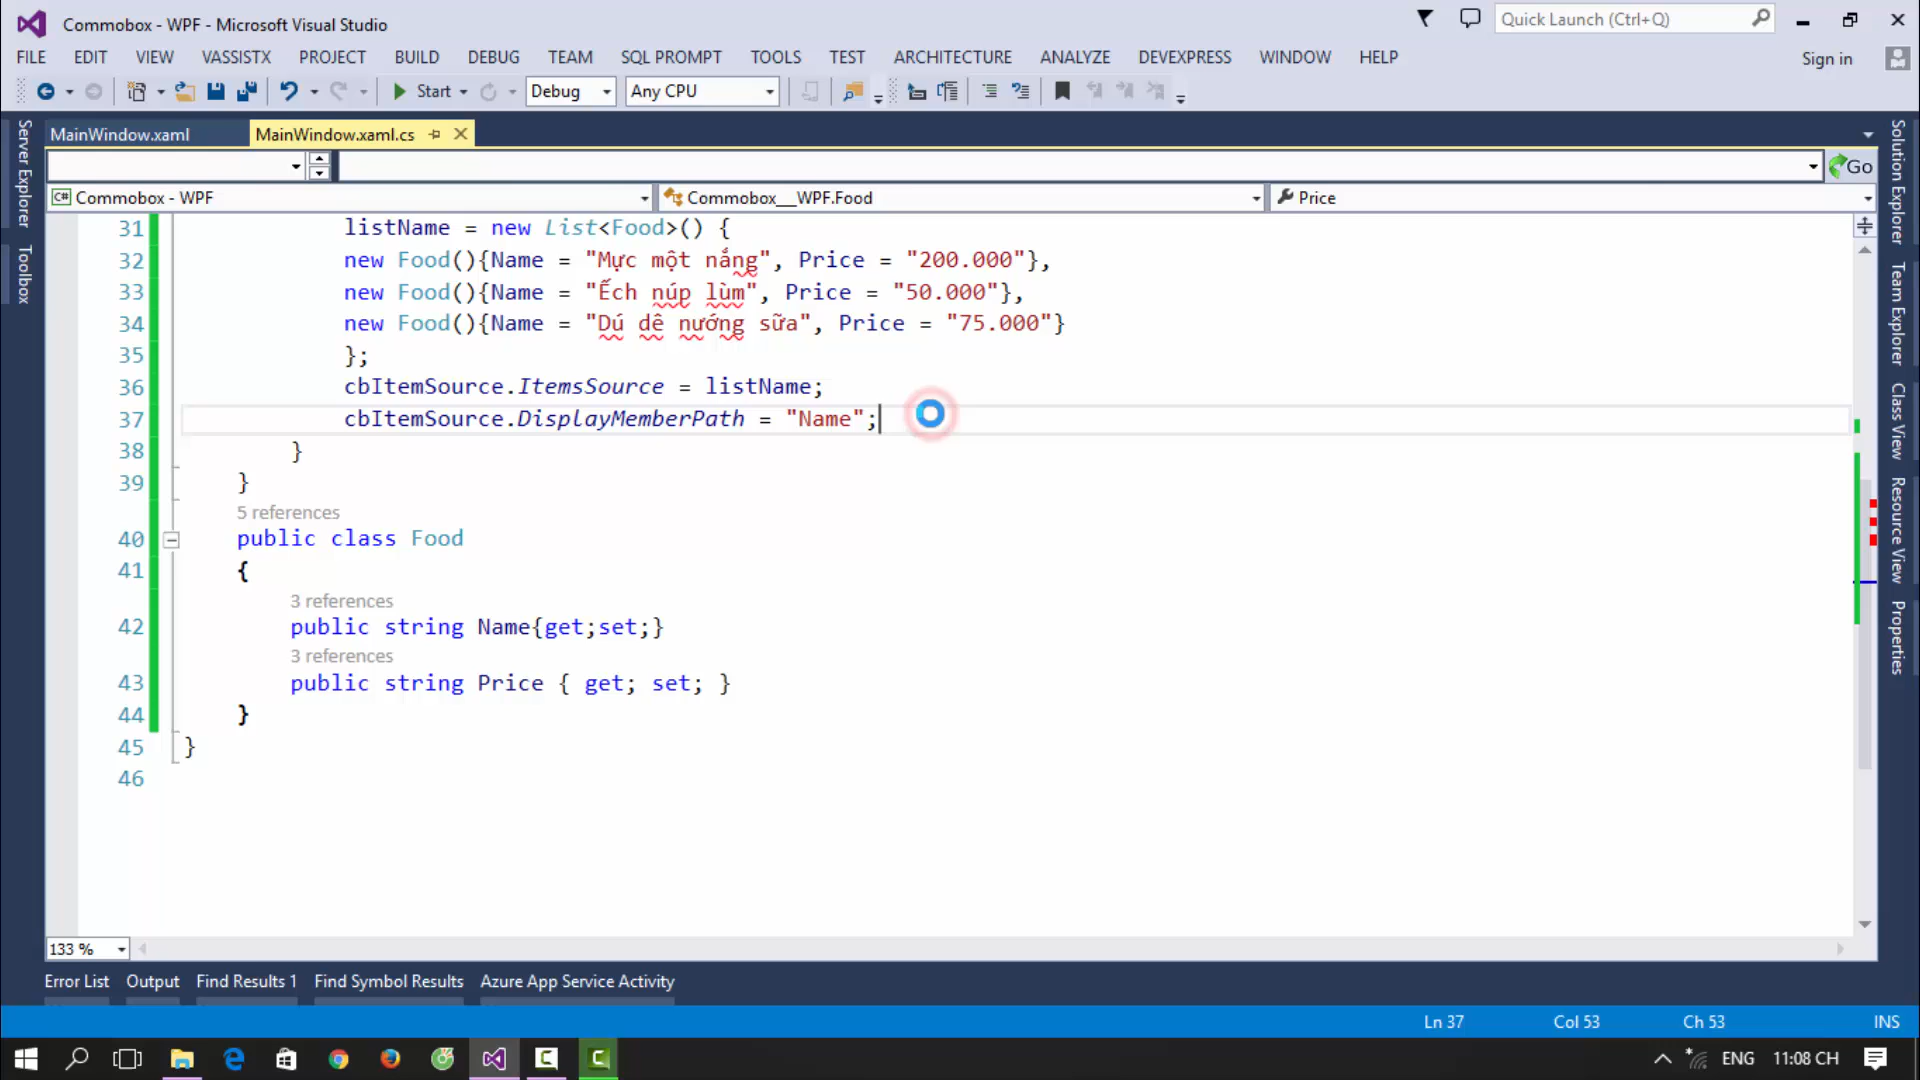 Commobox - WPF - Microsoft Visual Studio
Quick Launch (Ctrl+Q)
FILE EDIT VIEW VASSISTX PROJECT BUILD DEBUG TEAM SQL PROMPT TOOLS TEST ARCHITECTURE ANALYZE DEVEXPRESS WINDOW HELP
Sign in
Start Debug Any CPU
MainWindow.xaml MainWindow.xaml.cs
Go
C# Commobox - WPF Commobox__WPF.Food Price
31 listName = new List<Food>() {
32 new Food(){Name = "Mực một nắng", Price = "200.000"},
33 new Food(){Name = "Ếch núp lùm", Price = "50.000"},
34 new Food(){Name = "Dú dê nướng sữa", Price = "75.000"}
35 };
36 cbItemSource.ItemsSource = listName;
37 cbItemSource.DisplayMemberPath = "Name";
38 }
39 }
5 references
40 public class Food
41 {
3 references
42 public string Name{get;set;}
3 references
43 public string Price { get; set; }
44 }
45 }
46
133 %
Error List Output Find Results 1 Find Symbol Results Azure App Service Activity
Ln 37 Col 53 Ch 53 INS
ENG 11:08 CH
Server Explorer
Toolbox
Solution Explorer
Team Explorer
Class View
Resource View
Properties